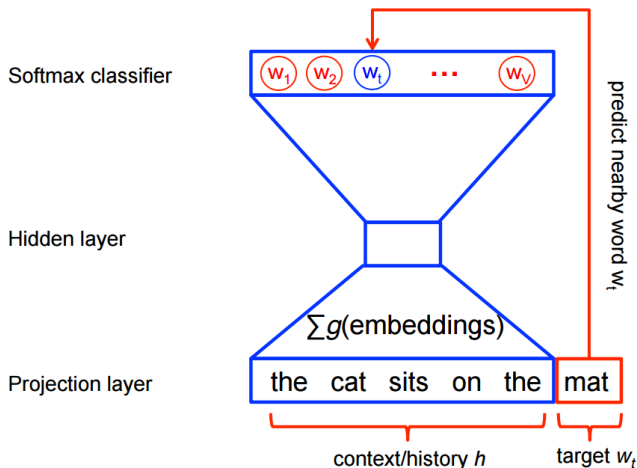 Softmax classifier
w1 w2 wt ... wV
predict nearby word wt
Hidden layer
∑g(embeddings)
Projection layer
the cat sits on the mat
context/history h
target wt